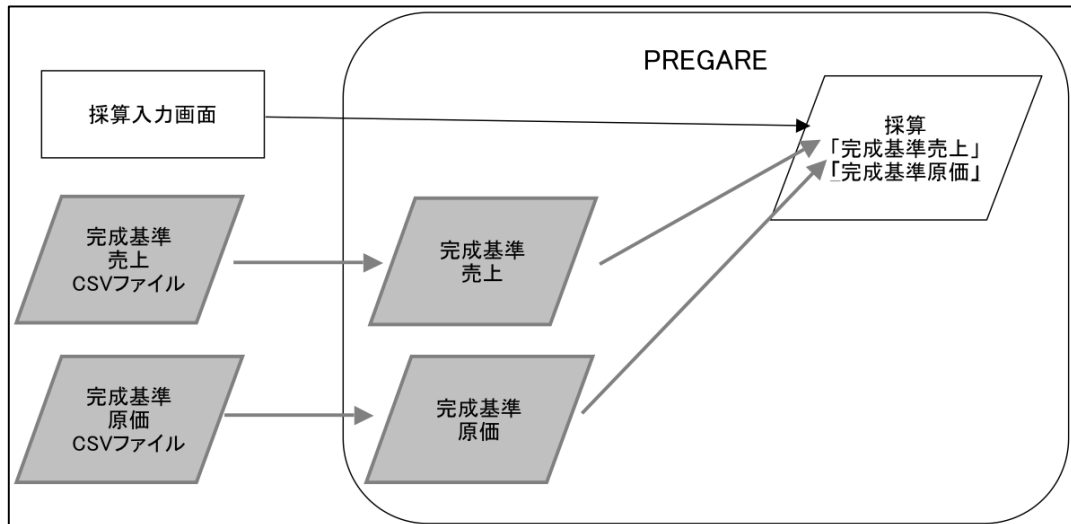 PREGARE
採算入力画面
採算
「完成基準売上」
「完成基準原価」
完成基準
売上
CSVファイル
完成基準
売上
完成基準
原価
CSVファイル
完成基準
原価